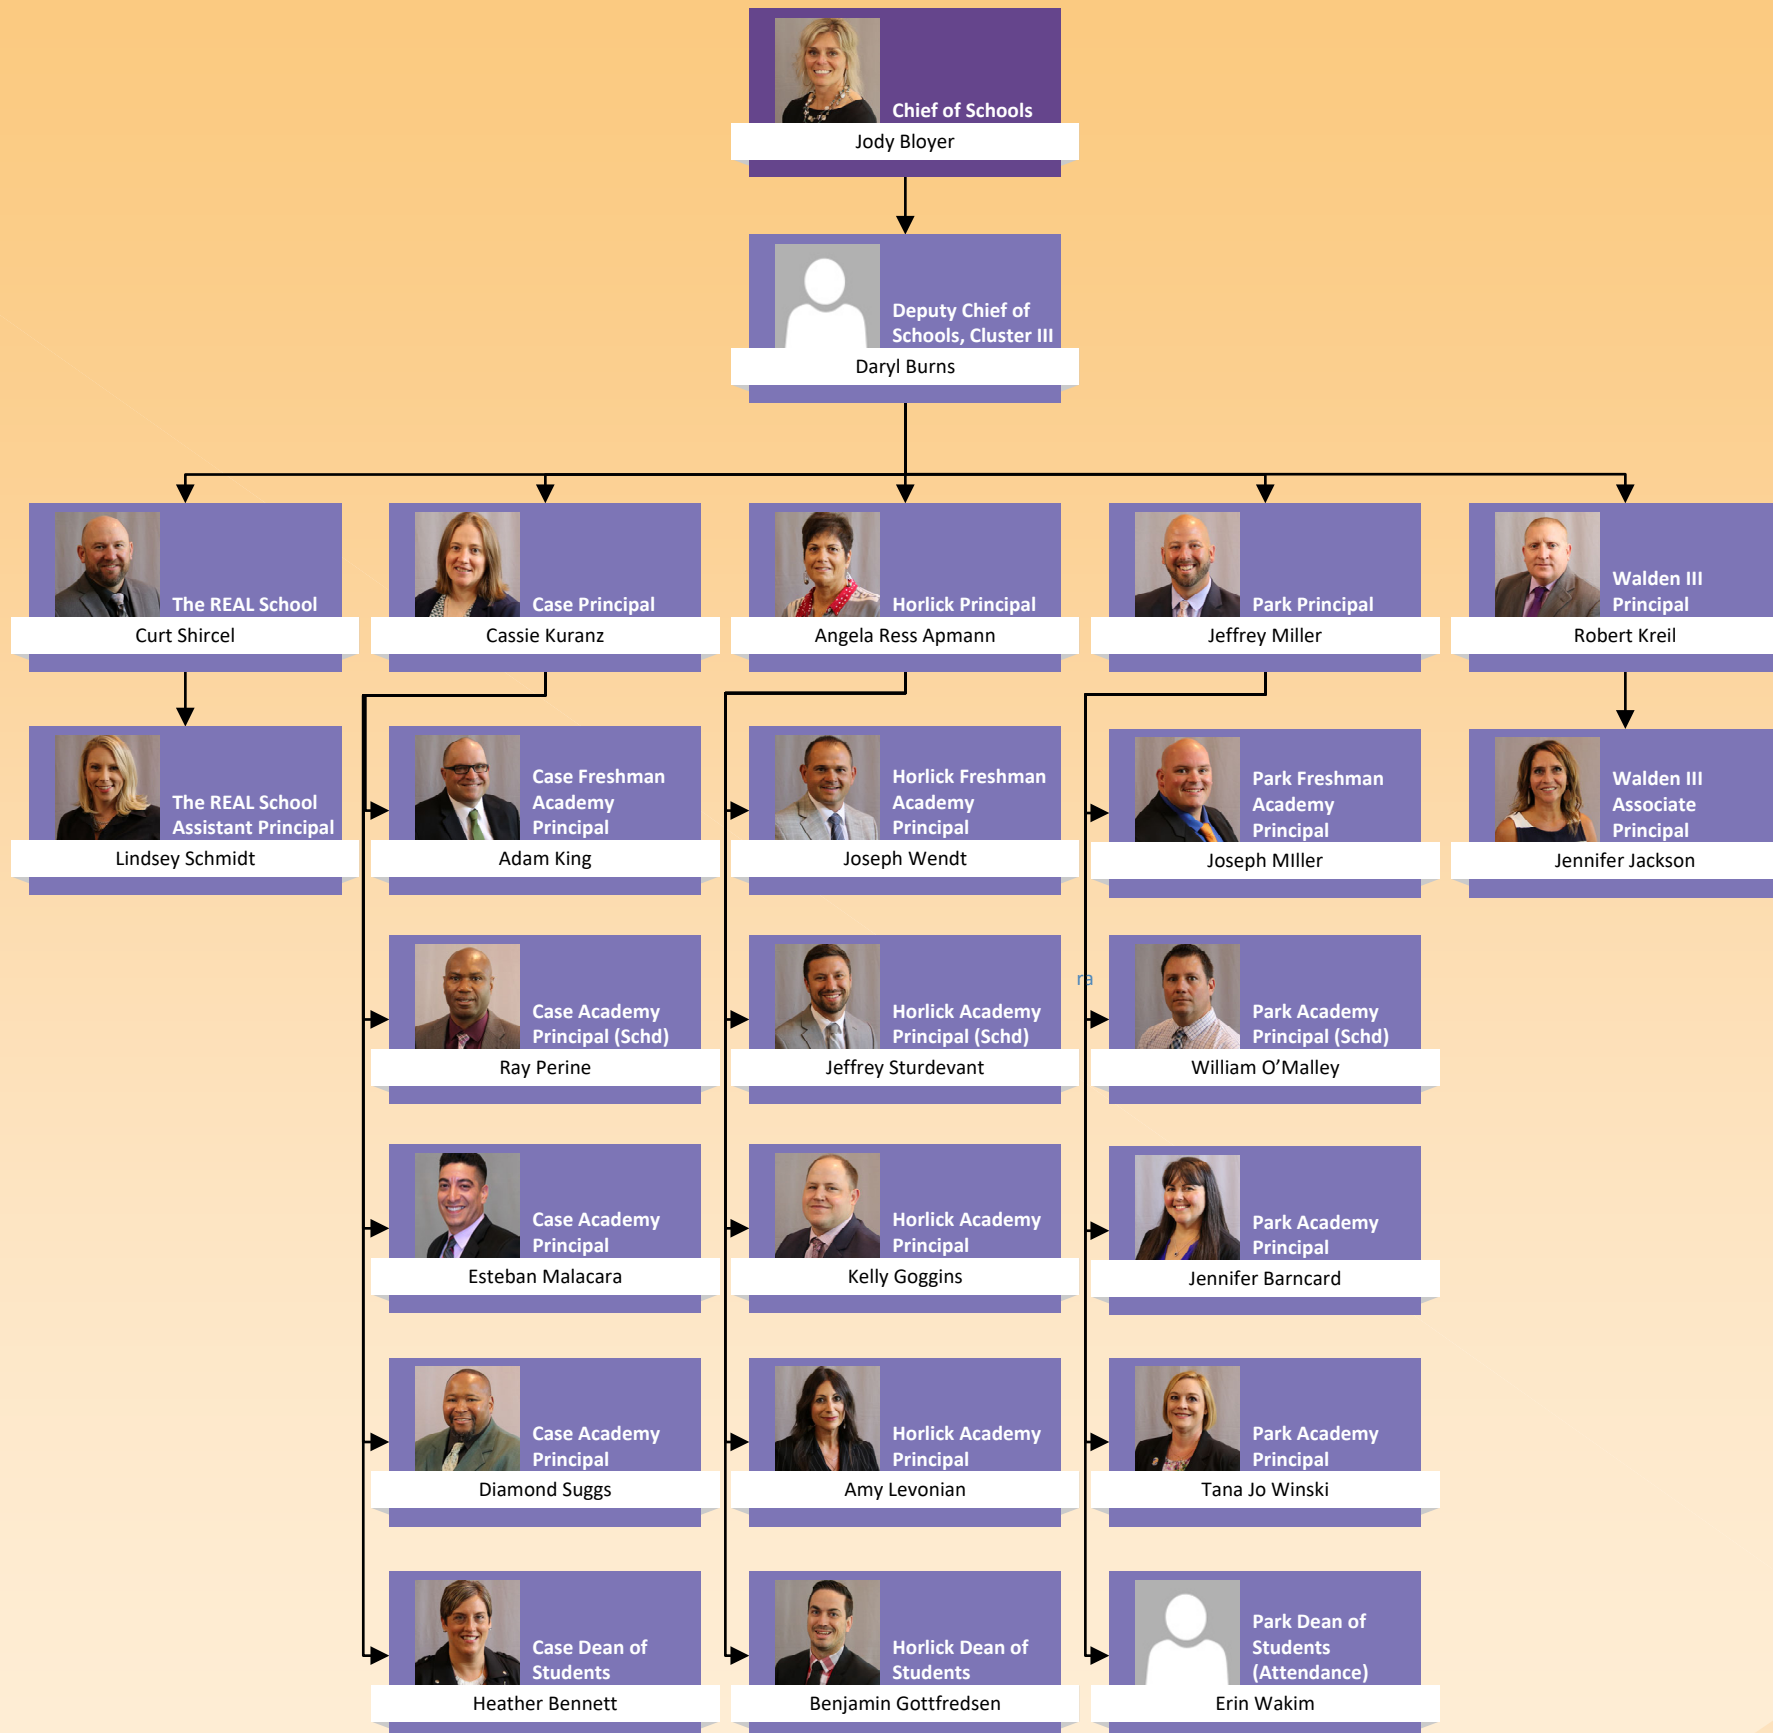 Chief of Schools
Jody Bloyer
Deputy Chief of
Schools, Cluster III
Daryl Burns
The REAL School
Curt Shircel
Case Principal
Cassie Kuranz
Horlick Principal
Angela Ress Apmann
Park Principal
Jeffrey Miller
Walden III
Principal
Robert Kreil
The REAL School
Assistant Principal
Lindsey Schmidt
Case Freshman
Academy
Principal
Adam King
Horlick Freshman
Academy
Principal
Joseph Wendt
Park Freshman
Academy
Principal
Joseph MIller
Walden III
Associate
Principal
Jennifer Jackson
Case Academy
Principal (Schd)
Ray Perine
Horlick Academy
Principal (Schd)
Jeffrey Sturdevant
ra
Park Academy
Principal (Schd)
William O’Malley
Case Academy
Principal
Esteban Malacara
Horlick Academy
Principal
Kelly Goggins
Park Academy
Principal
Jennifer Barncard
Case Academy
Principal
Diamond Suggs
Horlick Academy
Principal
Amy Levonian
Park Academy
Principal
Tana Jo Winski
Case Dean of
Students
Heather Bennett
Horlick Dean of
Students
Benjamin Gottfredsen
Park Dean of
Students
(Attendance)
Erin Wakim